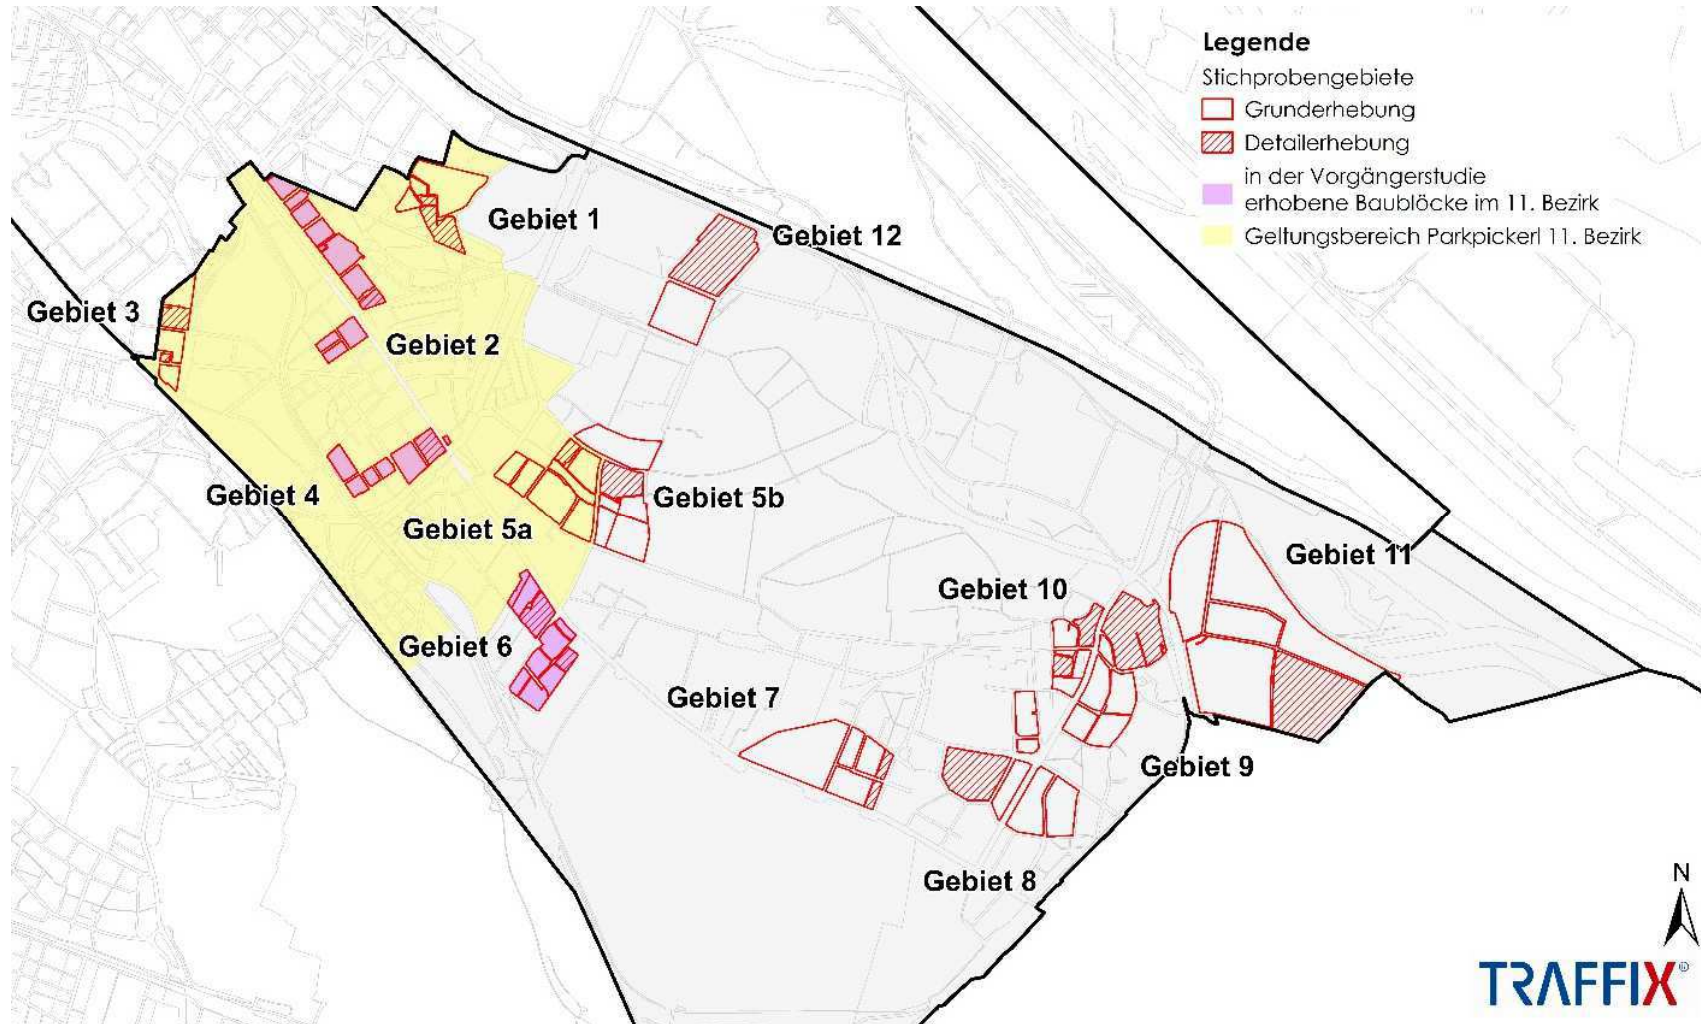 Legende
Stichprobengebiete
Grunderhebung
Detailerhebung
in der Vorgängerstudie
erhobene Baublöcke im 11. Bezirk
Geltungsbereich Parkpickerl 11. Bezirk
Gebiet 1
Gebiet 12
Gebiet 3
Gebiet 2
Gebiet 4
Gebiet 5b
Gebiet 5a
Gebiet 11
Gebiet 10
Gebiet 6
Gebiet 7
Gebiet 9
Gebiet 8
N
TRAFFIX®